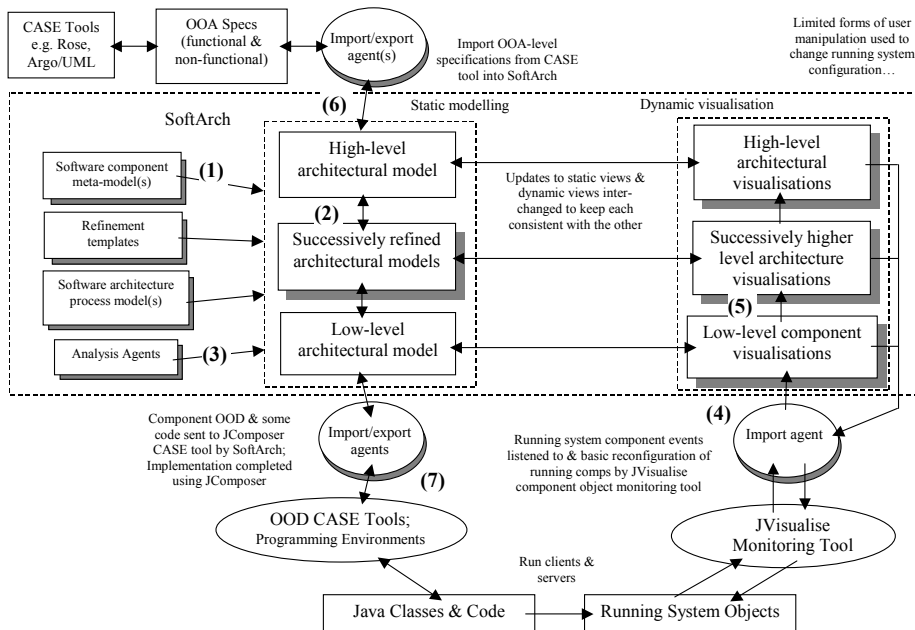 CASE Tools
e.g. Rose,
Argo/UML
OOA Specs
(functional &
non-functional)
Import/export
agent(s)
Import OOA-level
specifications from CASE
tool into SoftArch
Limited forms of user
manipulation used to
change running system
configuration…
(6)
Static modelling
Dynamic visualisation
SoftArch
Software component
meta-model(s)
(1)
Refinement
templates
Software architecture
process model(s)
Analysis Agents
(3)
High-level
architectural model
(2)
Successively refined
architectural models
Low-level
architectural model
Updates to static views &
dynamic views inter-
changed to keep each
consistent with the other
High-level
architectural
visualisations
Successively higher
level architecture
visualisations
(5)
Low-level component
visualisations
(4)
Component OOD & some
code sent to JComposer
CASE tool by SoftArch;
Implementation completed
using JComposer
Import/export
agents
(7)
Running system component events
listened to & basic reconfiguration of
running comps by JVisualise
component object monitoring tool
Import agent
OOD CASE Tools;
Programming Environments
JVisualise
Monitoring Tool
Run clients &
servers
Java Classes & Code
Running System Objects